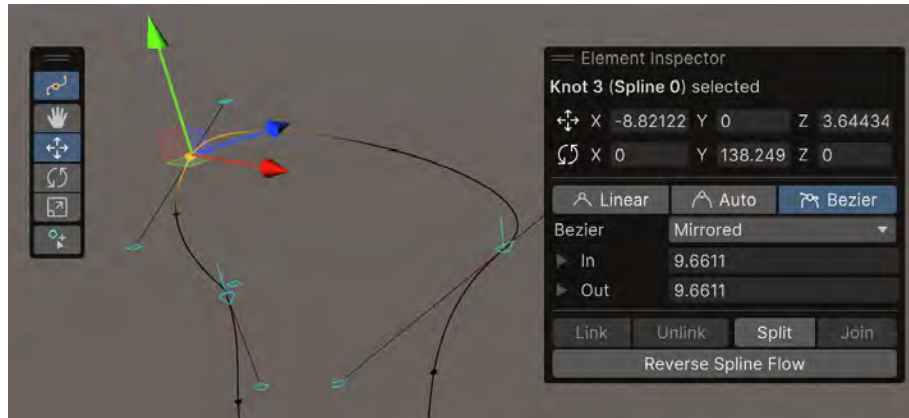 Element Inspector
Knot 3 (Spline 0) selected
X -8.82122 Y 0 Z 3.64434
X 0 Y 138.249 Z 0
Linear Auto Bezier
Bezier Mirrored
In 9.6611
Out 9.6611
Link Unlink Split Join
Reverse Spline Flow